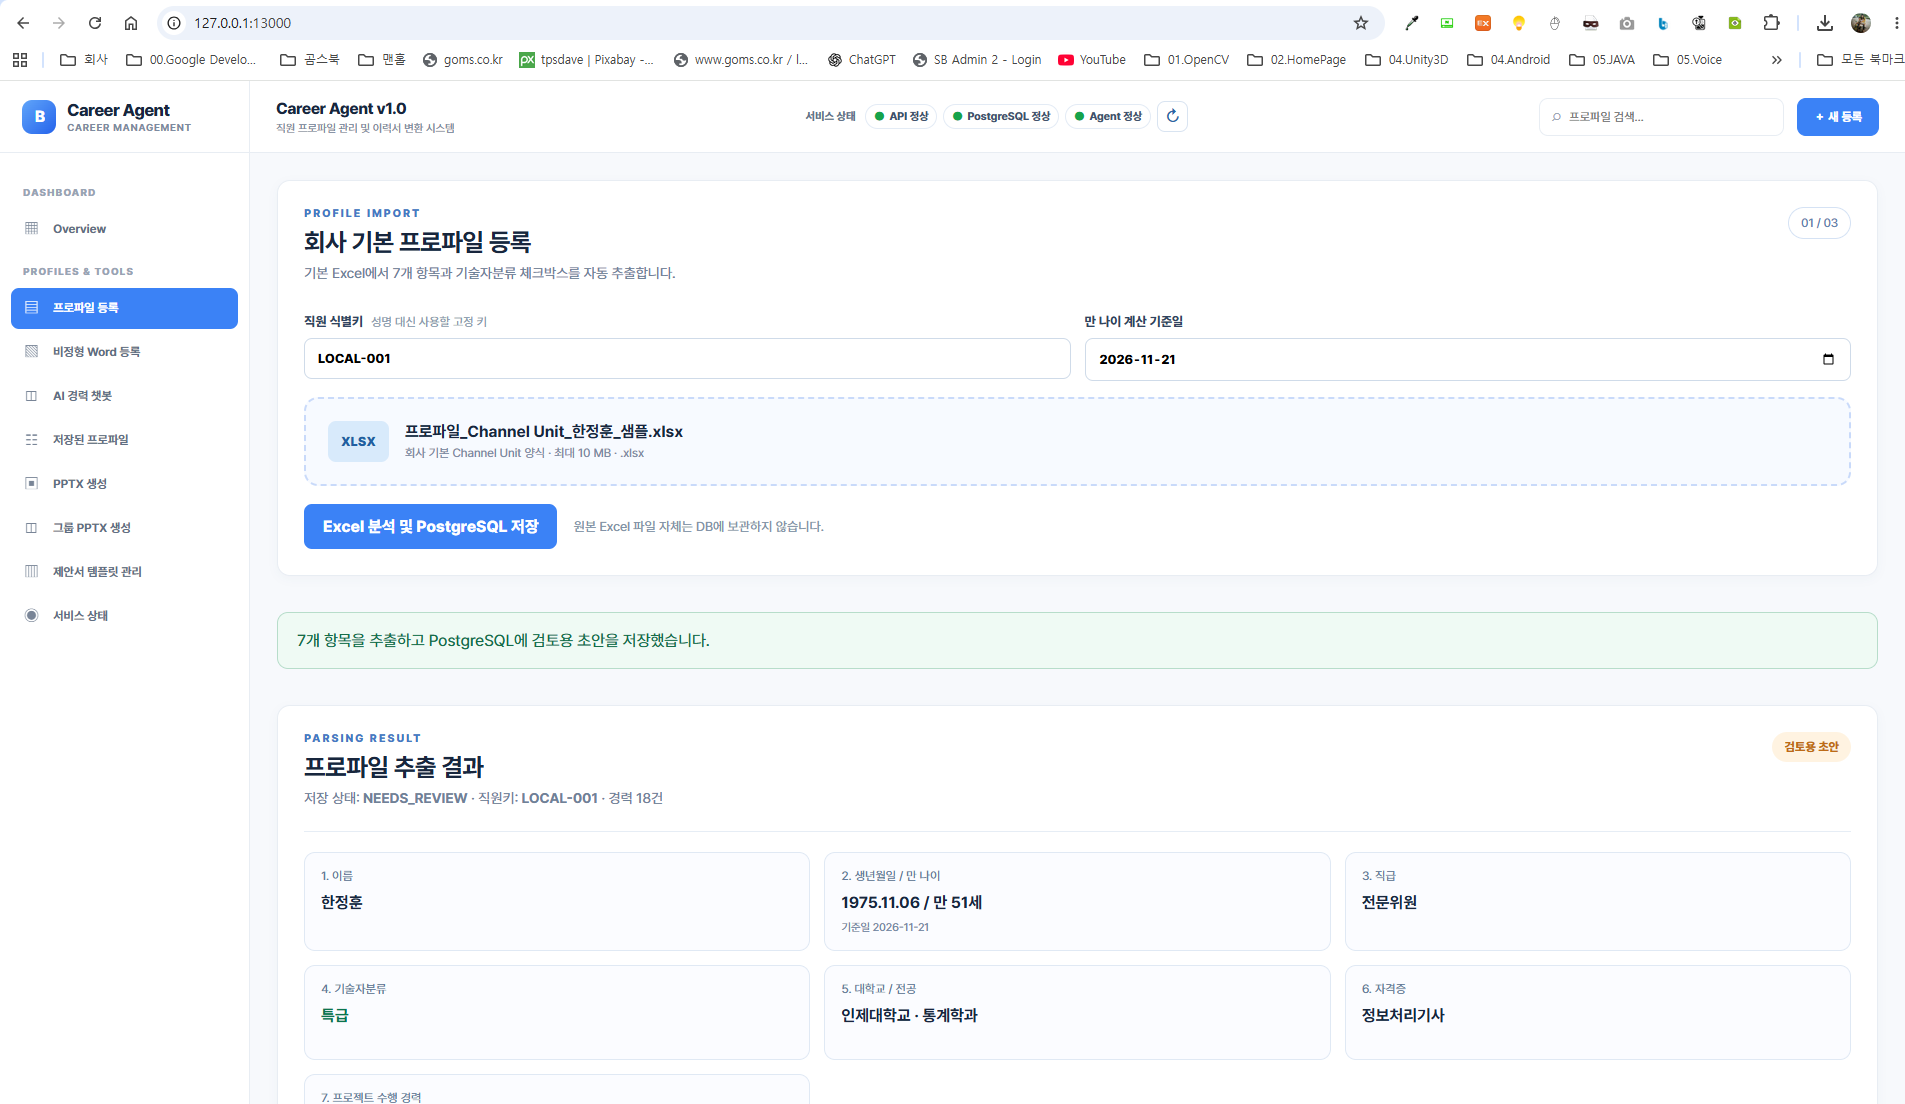 127.0.0.1:13000
회사
00.Google Develo...
곰스북
맨홀
goms.co.kr
tpsdave | Pixabay -...
www.goms.co.kr / l...
ChatGPT
SB Admin 2 - Login
YouTube
01.OpenCV
02.HomePage
04.Unity3D
04.Android
05.JAVA
05.Voice
»
모든 북마크
B
Career Agent
CAREER MANAGEMENT
Career Agent v1.0
직원 프로파일 관리 및 이력서 변환 시스템
서비스 상태
API 정상
PostgreSQL 정상
Agent 정상
프로파일 검색...
+ 새 등록
DASHBOARD
Overview
PROFILES & TOOLS
프로파일 등록
비정형 Word 등록
AI 경력 챗봇
저장된 프로파일
PPTX 생성
그룹 PPTX 생성
제안서 템플릿 관리
서비스 상태
PROFILE IMPORT
회사 기본 프로파일 등록
기본 Excel에서 7개 항목과 기술자분류 체크박스를 자동 추출합니다.
01 / 03
직원 식별키 성명 대신 사용할 고정 키
LOCAL-001
만 나이 계산 기준일
2026-11-21
XLSX
프로파일_Channel Unit_한정훈_샘플.xlsx
회사 기본 Channel Unit 양식 · 최대 10 MB · .xlsx
Excel 분석 및 PostgreSQL 저장
원본 Excel 파일 자체는 DB에 보관하지 않습니다.
7개 항목을 추출하고 PostgreSQL에 검토용 초안을 저장했습니다.
PARSING RESULT
프로파일 추출 결과
저장 상태: NEEDS_REVIEW · 직원키: LOCAL-001 · 경력 18건
검토용 초안
1. 이름
한정훈
2. 생년월일 / 만 나이
1975.11.06 / 만 51세
기준일 2026-11-21
3. 직급
전문위원
4. 기술자분류
특급
5. 대학교 / 전공
인제대학교 · 통계학과
6. 자격증
정보처리기사
7. 프로젝트 수행 경력